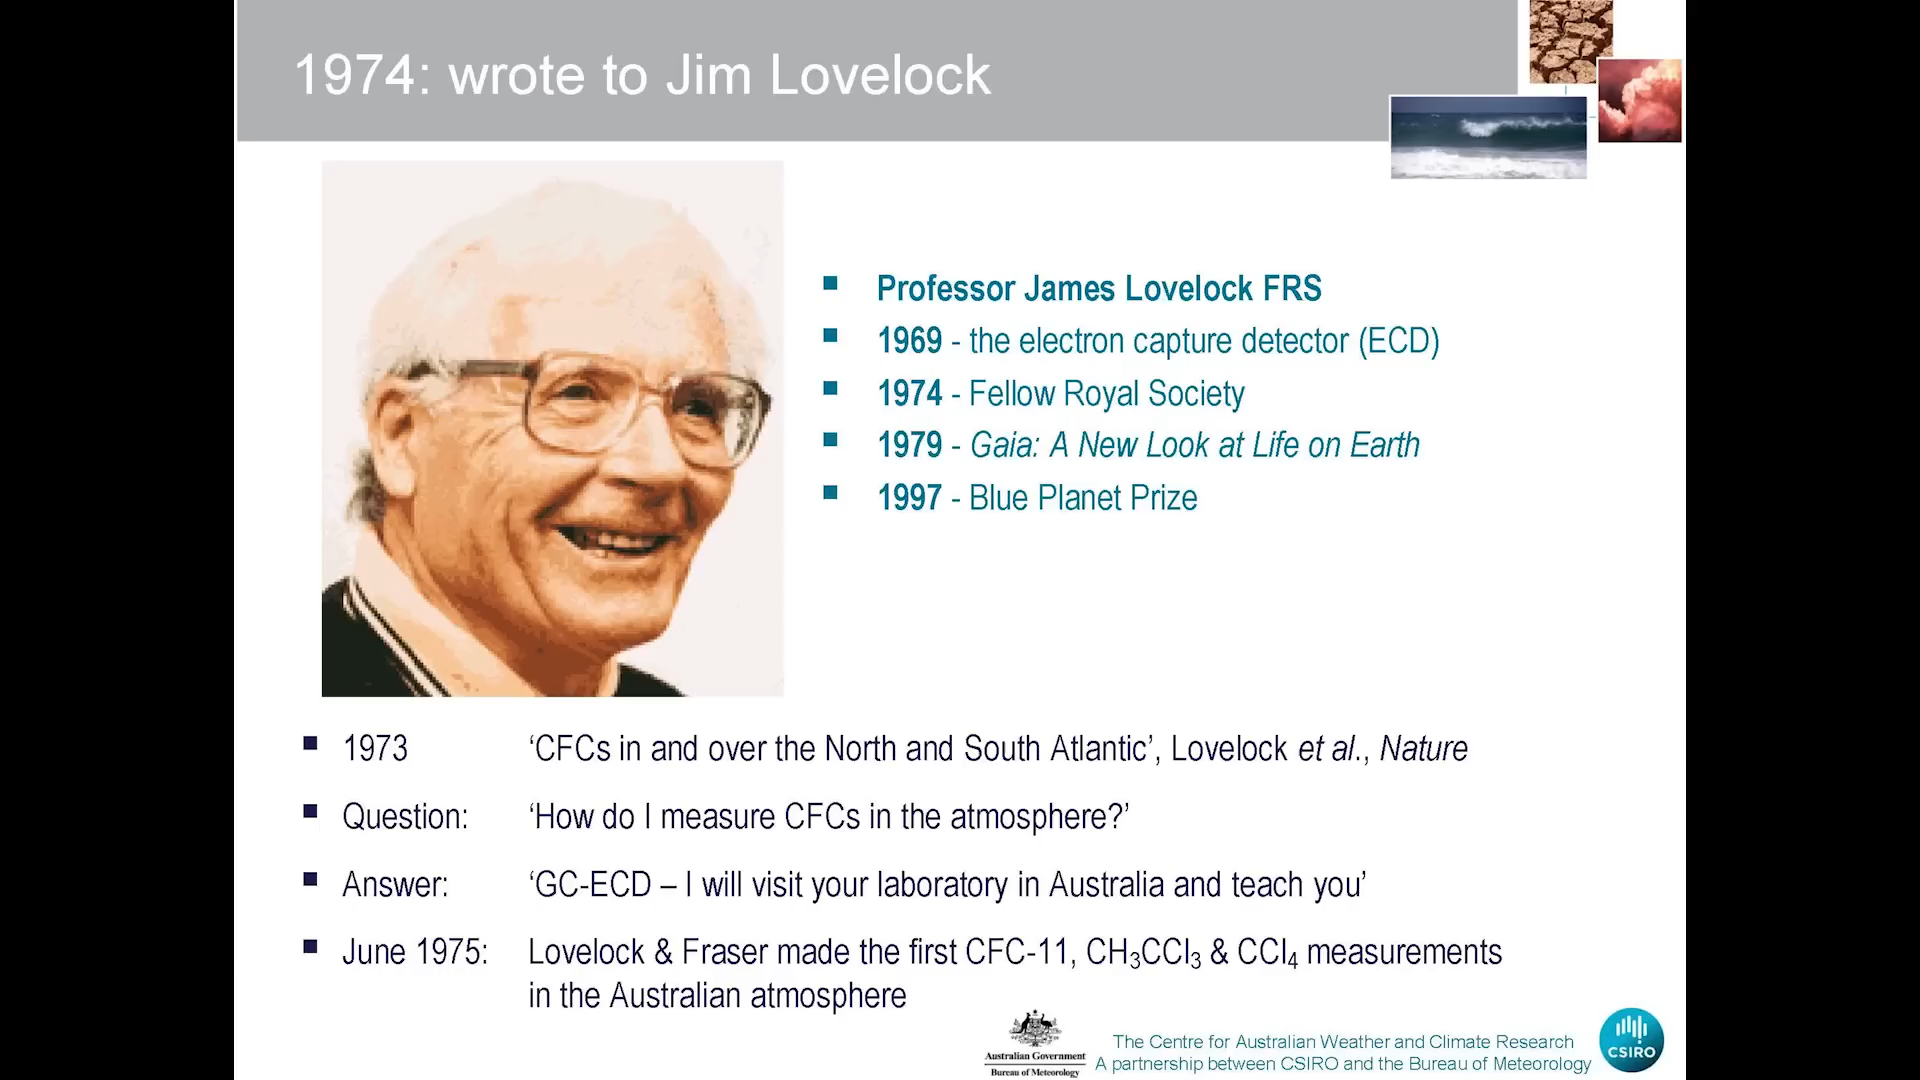 1974: wrote to Jim Lovelock
Professor James Lovelock FRS
1969 - the electron capture detector (ECD)
1974 - Fellow Royal Society
1979 - Gaia: A New Look at Life on Earth
1997 - Blue Planet Prize
1973 ‘CFCs in and over the North and South Atlantic’, Lovelock et al., Nature
Question: ‘How do I measure CFCs in the atmosphere?’
Answer: ‘GC-ECD – I will visit your laboratory in Australia and teach you’
June 1975: Lovelock & Fraser made the first CFC-11, CH₃CCl₃ & CCl₄ measurements
in the Australian atmosphere
Australian Government
Bureau of Meteorology
The Centre for Australian Weather and Climate Research
A partnership between CSIRO and the Bureau of Meteorology
CSIRO